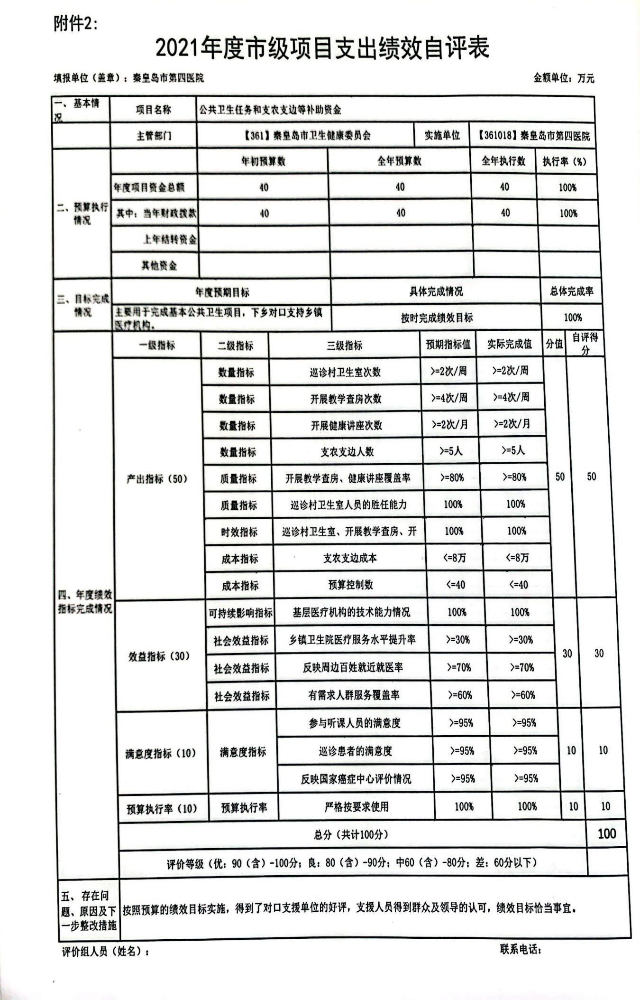 附件2：
2021年度市级项目支出绩效自评表
填报单位（盖章）：秦皇岛市第四医院 金额单位：万元
一、基本情况 项目名称 公共卫生任务和支农支边等补助资金
主管部门 【361】秦皇岛市卫生健康委员会 实施单位 【361018】秦皇岛市第四医院
二、预算执行情况 年初预算数 全年预算数 全年执行数 执行率（%）
年度项目资金总额 40 40 40 100%
其中：当年财政拨款 40 40 40 100%
上年结转资金
其他资金
三、目标完成情况 年度预期目标 具体完成情况 总体完成率
主要用于完成基本公共卫生项目，下乡对口支持乡镇医疗机构。 按时完成绩效目标 100%
四、年度绩效指标完成情况 一级指标 二级指标 三级指标 预期指标值 实际完成值 分值 自评得分
产出指标（50） 数量指标 巡诊村卫生室次数 >=2次/周 >=2次/周 50 50
数量指标 开展教学查房次数 >=4次/周 >=4次/周
数量指标 开展健康讲座次数 >=2次/月 >=2次/月
数量指标 支农支边人数 >=5人 >=5人
质量指标 开展教学查房、健康讲座覆盖率 >=80% >=80%
质量指标 巡诊村卫生室人员的胜任能力 100% 100%
时效指标 巡诊村卫生室、开展教学查房、开 100% 100%
成本指标 支农支边成本 <=8万 <=8万
成本指标 预算控制数 <=40 <=40
效益指标（30） 可持续影响指标 基层医疗机构的技术能力情况 100% 100% 30 30
社会效益指标 乡镇卫生院医疗服务水平提升率 >=30% >=30%
社会效益指标 反映周边百姓就近就医率 >=70% >=70%
社会效益指标 有需求人群服务覆盖率 >=60% >=60%
满意度指标（10） 满意度指标 参与听课人员的满意度 >=95% >=95% 10 10
巡诊患者的满意度 >=95% >=95%
反映国家癌症中心评价情况 >=95% >=95%
预算执行率（10） 预算执行率 严格按要求使用 100% 100% 10 10
总分（共计100分） 100
评价等级（优：90（含）-100分；良：80（含）-90分；中60（含）-80分；差：60分以下）
五、存在问题、原因及下一步整改措施 按照预算的绩效目标实施，得到了对口支援单位的好评，支援人员得到群众及领导的认可，绩效目标恰当事宜。
评价组人员（姓名）： 联系电话：